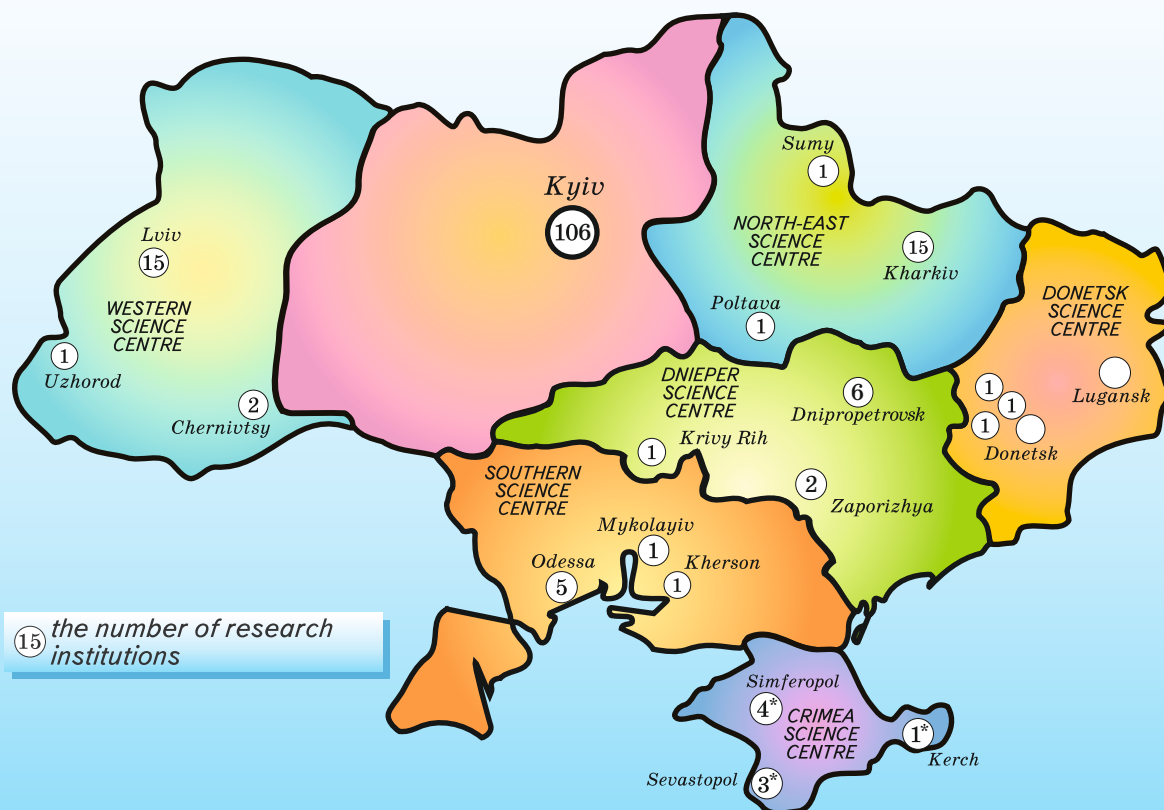 Sumy
1
Kyiv
106
NORTH-EAST
SCIENCE
CENTRE
15
Kharkiv
Lviv
15
WESTERN
SCIENCE
CENTRE
1
Uzhorod
2
Chernivtsy
Poltava
1
DONETSK
SCIENCE
CENTRE
Lugansk
1
1
1
Donetsk
DNIEPER
SCIENCE
CENTRE
6
Dnipropetrovsk
1
Krivy Rih
2
Zaporizhya
SOUTHERN
SCIENCE
CENTRE
Mykolayiv
1
Odessa
5
Kherson
1
15 the number of research
institutions
Simferopol
4*
CRIMEA
SCIENCE
CENTRE
1*
Kerch
Sevastopol
3*